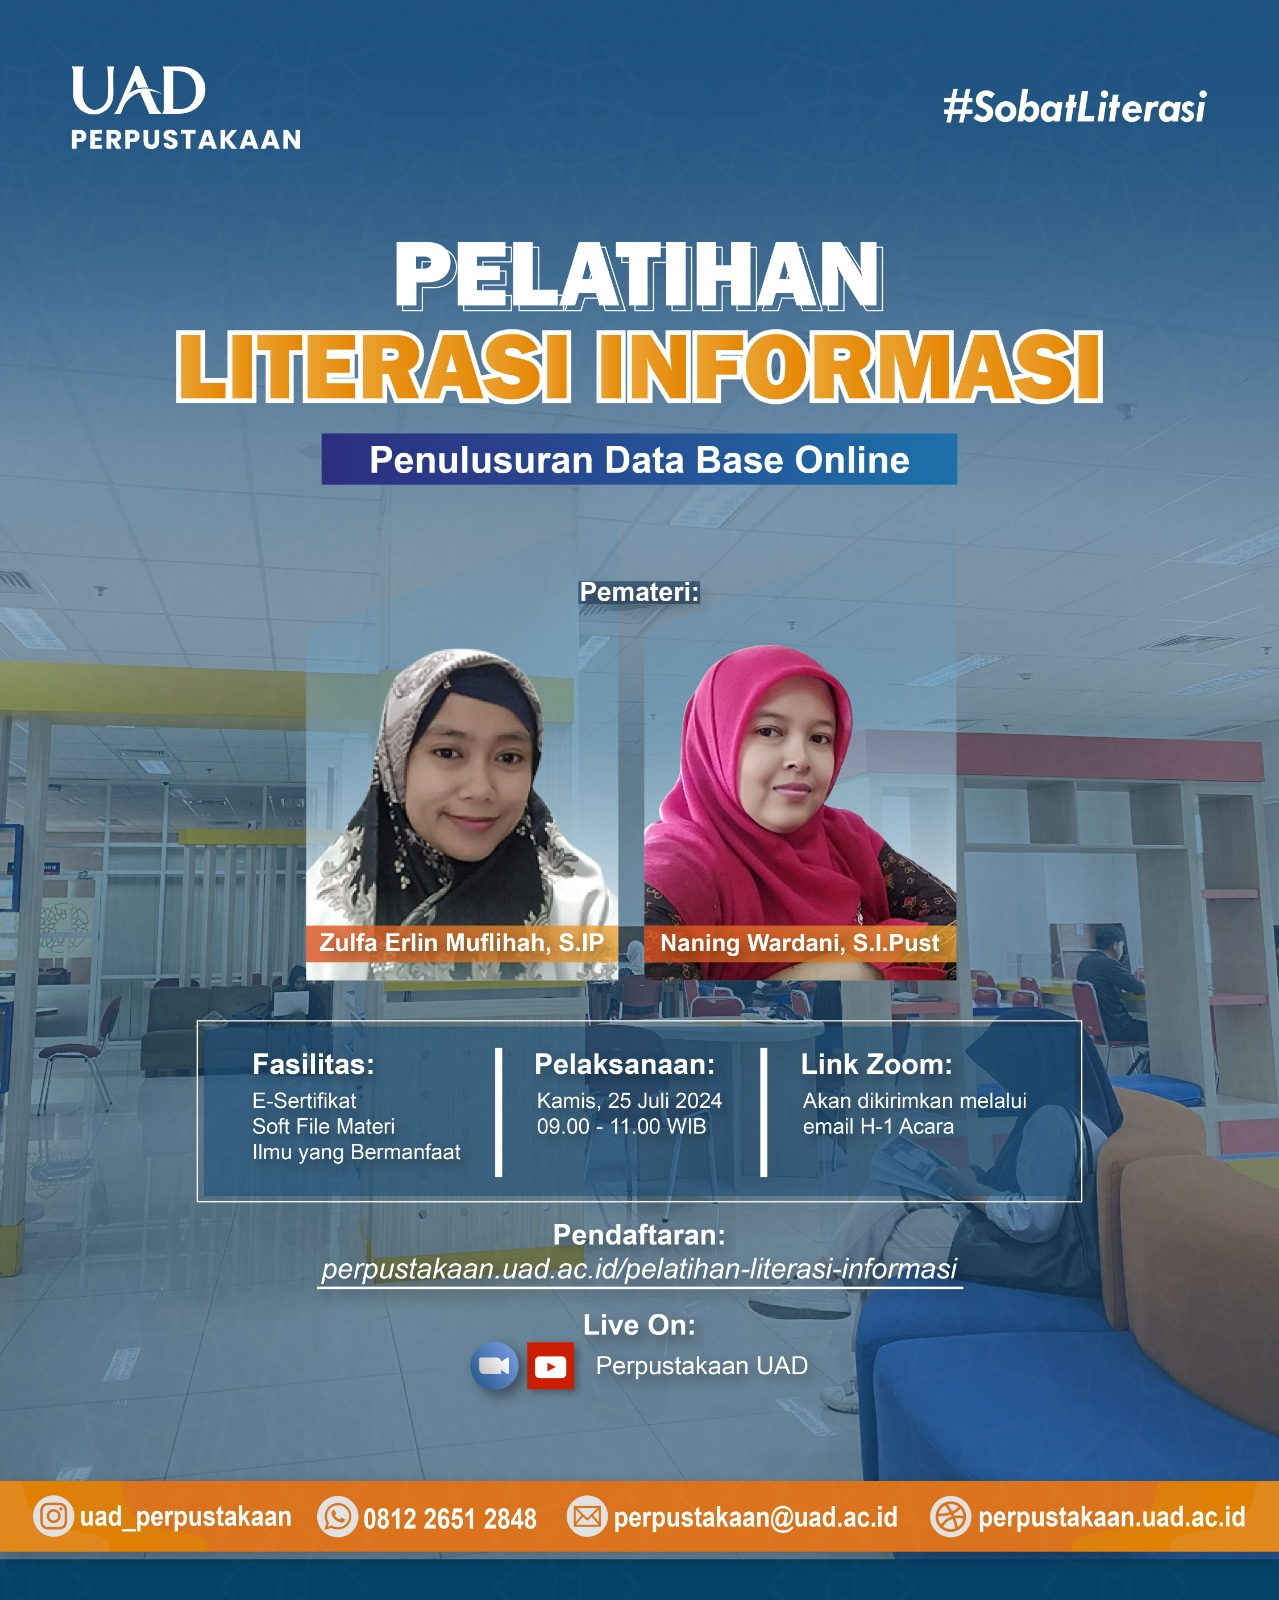 UAD
PERPUSTAKAAN
#SobatLiterasi
PELATIHAN
LITERASI INFORMASI
Penulusuran Data Base Online
Pemateri:
Zulfa Erlin Muflihah, S.IP
Naning Wardani, S.I.Pust
Fasilitas:
E-Sertifikat
Soft File Materi
Ilmu yang Bermanfaat
Pelaksanaan:
Kamis, 25 Juli 2024
09.00 - 11.00 WIB
Link Zoom:
Akan dikirimkan melalui
email H-1 Acara
Pendaftaran:
perpustakaan.uad.ac.id/pelatihan-literasi-informasi
Live On:
Perpustakaan UAD
uad_perpustakaan
0812 2651 2848
perpustakaan@uad.ac.id
perpustakaan.uad.ac.id